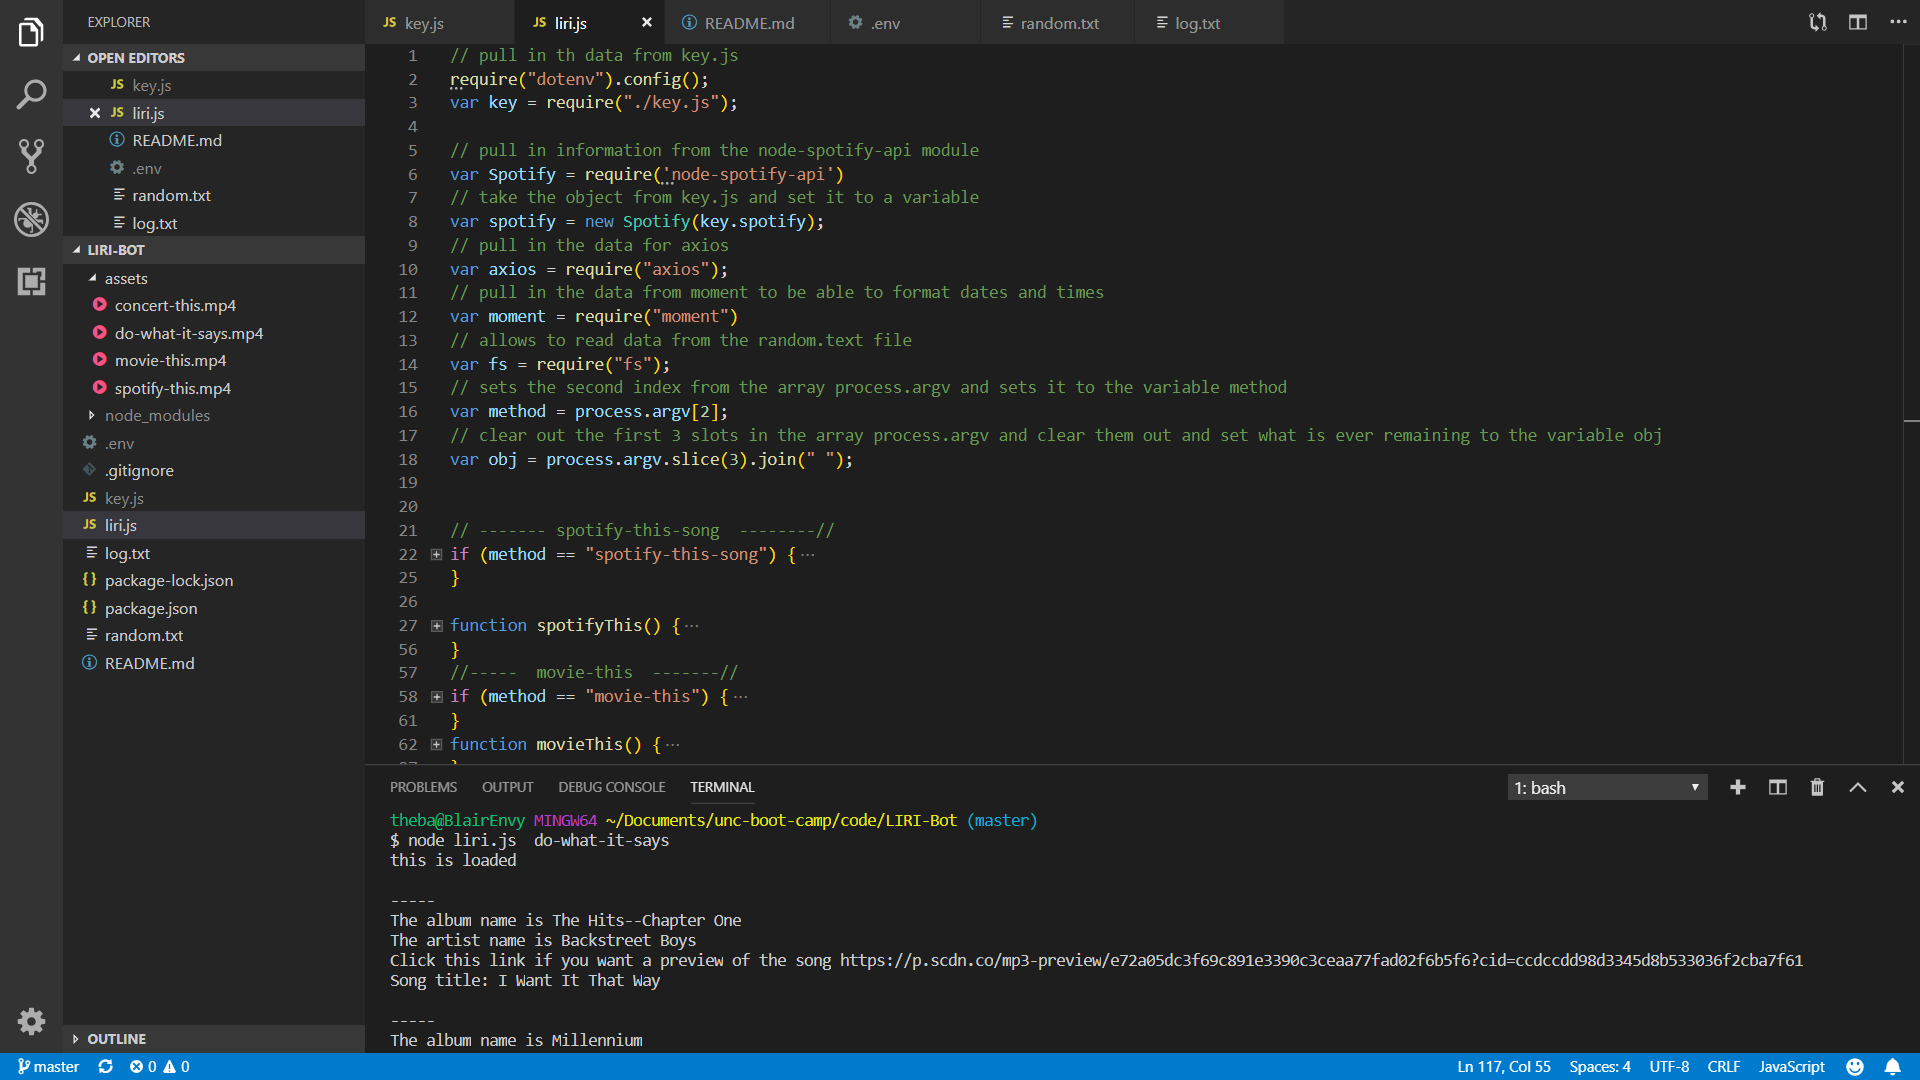 EXPLORER
OPEN EDITORS
JS key.js
JS liri.js
README.md
.env
random.txt
log.txt
LIRI-BOT
assets
concert-this.mp4
do-what-it-says.mp4
movie-this.mp4
spotify-this.mp4
node_modules
.env
.gitignore
JS key.js
JS liri.js
log.txt
{} package-lock.json
{} package.json
random.txt
README.md
OUTLINE
JS key.js JS liri.js README.md .env random.txt log.txt
1 // pull in th data from key.js
2 require("dotenv").config();
3 var key = require("./key.js");
4
5 // pull in information from the node-spotify-api module
6 var Spotify = require('node-spotify-api')
7 // take the object from key.js and set it to a variable
8 var spotify = new Spotify(key.spotify);
9 // pull in the data for axios
10 var axios = require("axios");
11 // pull in the data from moment to be able to format dates and times
12 var moment = require("moment")
13 // allows to read data from the random.text file
14 var fs = require("fs");
15 // sets the second index from the array process.argv and sets it to the variable method
16 var method = process.argv[2];
17 // clear out the first 3 slots in the array process.argv and clear them out and set what is ever remaining to the variable obj
18 var obj = process.argv.slice(3).join(" ");
19
20
21 // ------- spotify-this-song  --------//
22 if (method == "spotify-this-song") {...
25 }
26
27 function spotifyThis() {...
56 }
57 //-----  movie-this  -------//
58 if (method == "movie-this") {...
61 }
62 function movieThis() {...
PROBLEMS OUTPUT DEBUG CONSOLE TERMINAL 1: bash
theba@BlairEnvy MINGW64 ~/Documents/unc-boot-camp/code/LIRI-Bot (master)
$ node liri.js  do-what-it-says
this is loaded
-----
The album name is The Hits--Chapter One
The artist name is Backstreet Boys
Click this link if you want a preview of the song https://p.scdn.co/mp3-preview/e72a05dc3f69c891e3390c3ceaa77fad02f6b5f6?cid=ccdccdd98d3345d8b533036f2cba7f61
Song title: I Want It That Way
-----
The album name is Millennium
master 0 0 Ln 117, Col 55 Spaces: 4 UTF-8 CRLF JavaScript